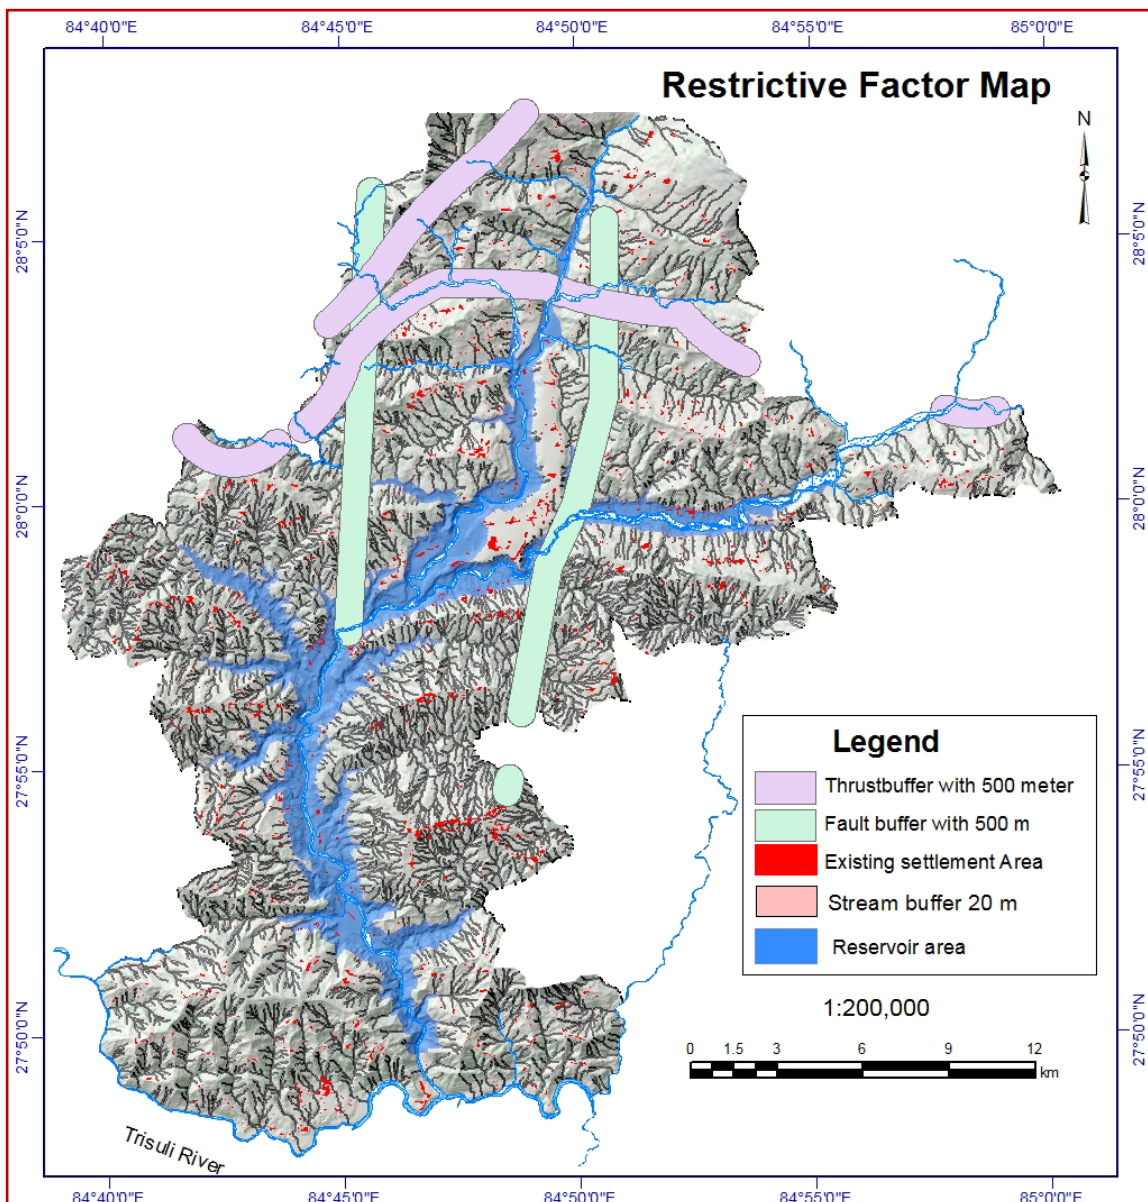 84°40'0"E 84°45'0"E 84°50'0"E 84°55'0"E 85°0'0"E
Restrictive Factor Map
N
28°5'0"N 28°5'0"N
28°0'0"N 28°0'0"N
Legend
Thrustbuffer with 500 meter
27°55'0"N 27°55'0"N
Fault buffer with 500 m
Existing settlement Area
Stream buffer 20 m
Reservoir area
1:200,000
27°50'0"N 27°50'0"N
0 1.5 3 6 9 12
km
Trisuli River
84°40'0"E 84°45'0"E 84°50'0"E 84°55'0"E 85°0'0"E